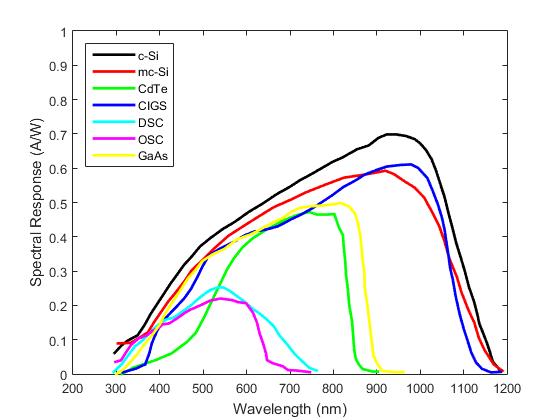 1
0.9
0.8
0.7
0.6
0.5
0.4
0.3
0.2
0.1
0
Spectral Response (A/W)
c-Si
mc-Si
CdTe
CIGS
DSC
OSC
GaAs
200 300 400 500 600 700 800 900 1000 1100 1200
Wavelength (nm)